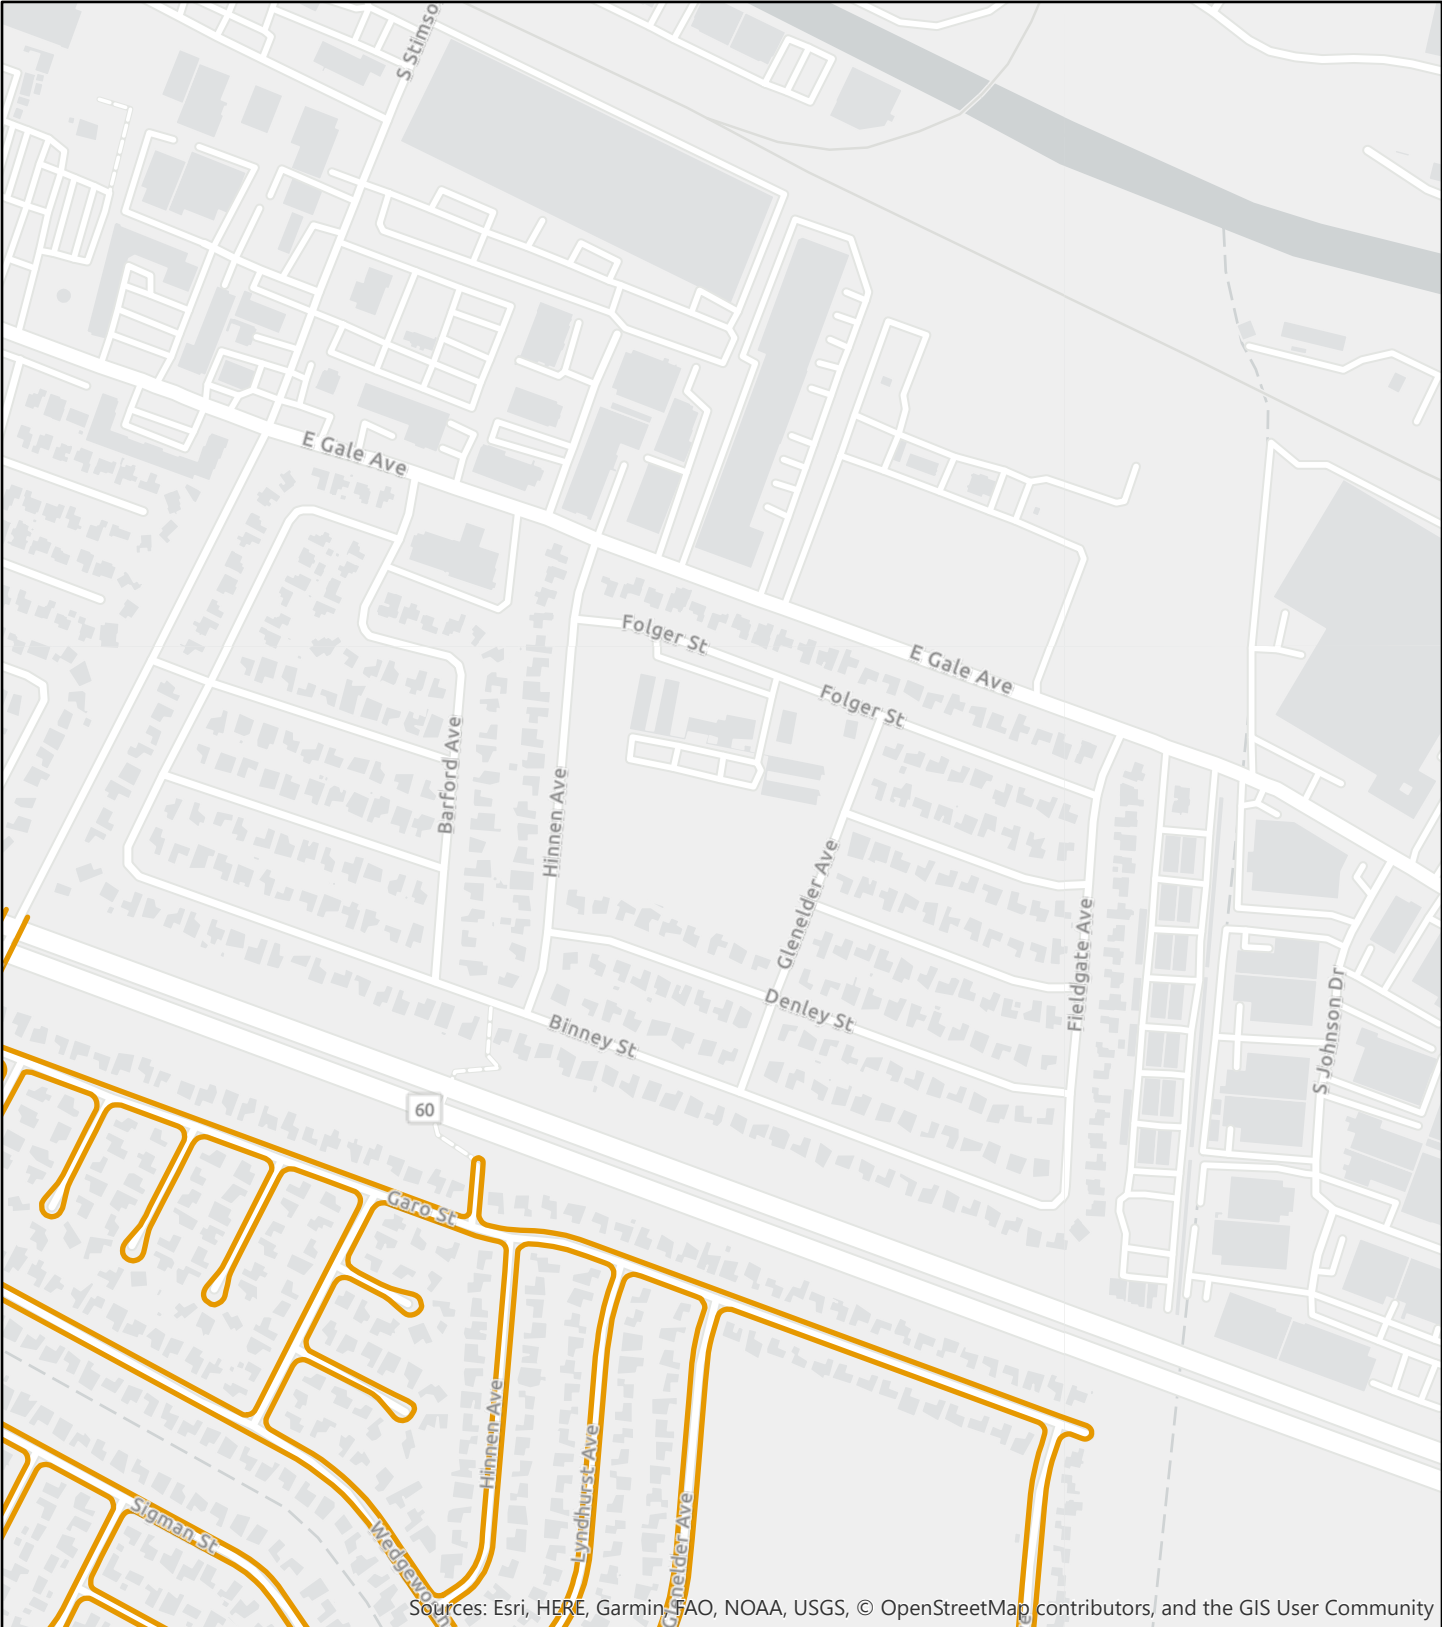 S Stimso
E Gale Ave
Folger St
E Gale Ave
Folger St
Barford Ave
Hinnen Ave
Glenelder Ave
Fieldgate Ave
Denley St
S Johnson Dr
Binney St
60
Garo St
Hinnen Ave
Lyndhurst Ave
Glenelder Ave
Sigman St
Wedgeworth
e
Sources: Esri, HERE, Garmin, FAO, NOAA, USGS, © OpenStreetMap contributors, and the GIS User Community